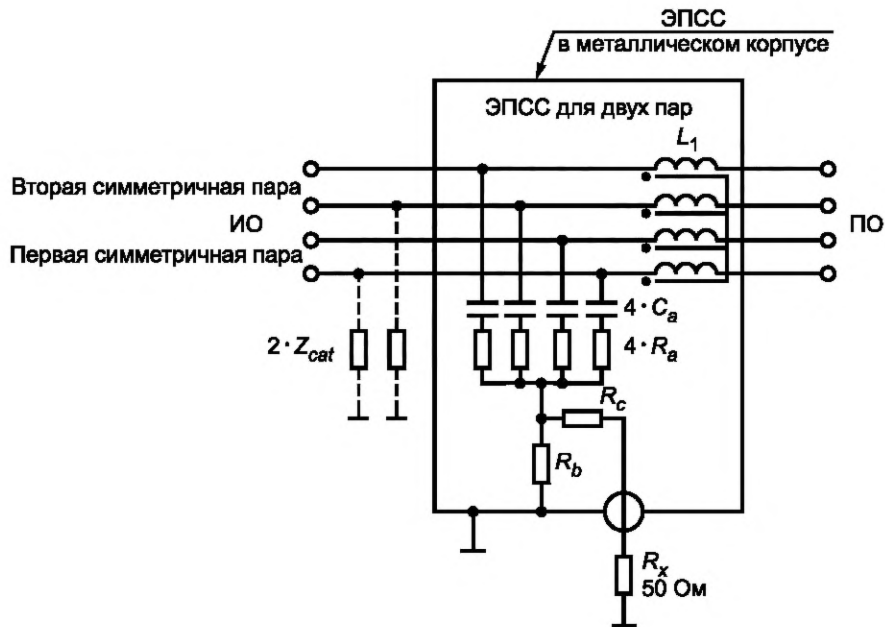 ЭПСС
в металлическом корпусе
ЭПСС для двух пар
L1
Вторая симметричная пара
ИО
ПО
Первая симметричная пара
4 · Ca
2 · Zcat
4 · Ra
Rc
Rb
Rx
50 Ом